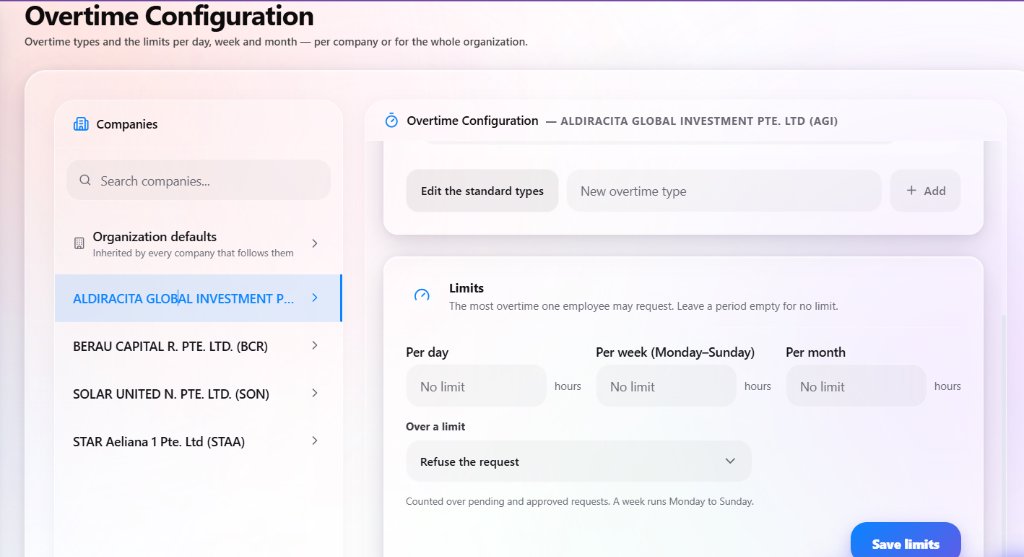 Overtime Configuration
Overtime types and the limits per day, week and month — per company or for the whole organization.
Companies
Search companies...
Organization defaults
Inherited by every company that follows them
ALDIRACITA GLOBAL INVESTMENT P...
BERAU CAPITAL R. PTE. LTD. (BCR)
SOLAR UNITED N. PTE. LTD. (SON)
STAR Aeliana 1 Pte. Ltd (STAA)
Overtime Configuration — ALDIRACITA GLOBAL INVESTMENT PTE. LTD (AGI)
Edit the standard types
New overtime type
+ Add
Limits
The most overtime one employee may request. Leave a period empty for no limit.
Per day
Per week (Monday–Sunday)
Per month
No limit hours
No limit hours
No limit hours
Over a limit
Refuse the request
Counted over pending and approved requests. A week runs Monday to Sunday.
Save limits